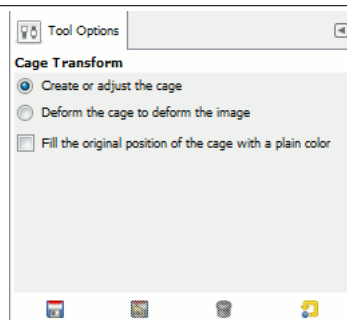 Tool Options
Cage Transform
Create or adjust the cage
Deform the cage to deform the image
Fill the original position of the cage with a plain color